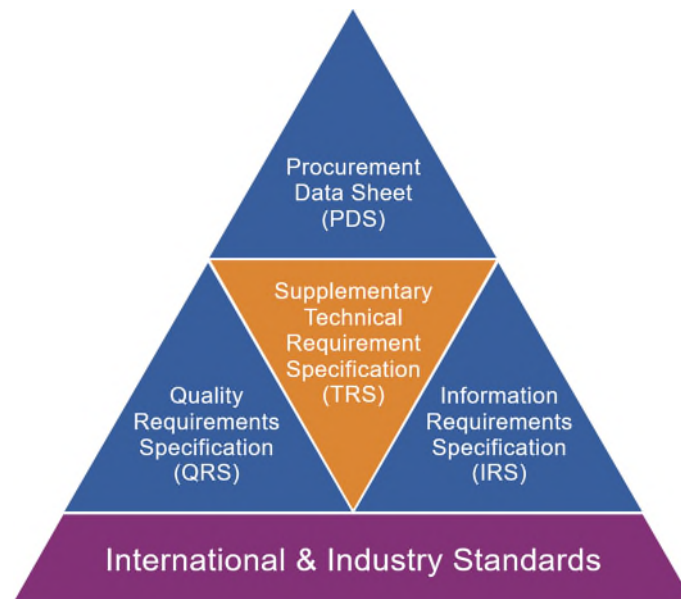 Procurement
Data Sheet
(PDS)
Supplementary
Technical
Requirement
Specification
(TRS)
Quality
Requirements
Specification
(QRS)
Information
Requirements
Specification
(IRS)
International & Industry Standards